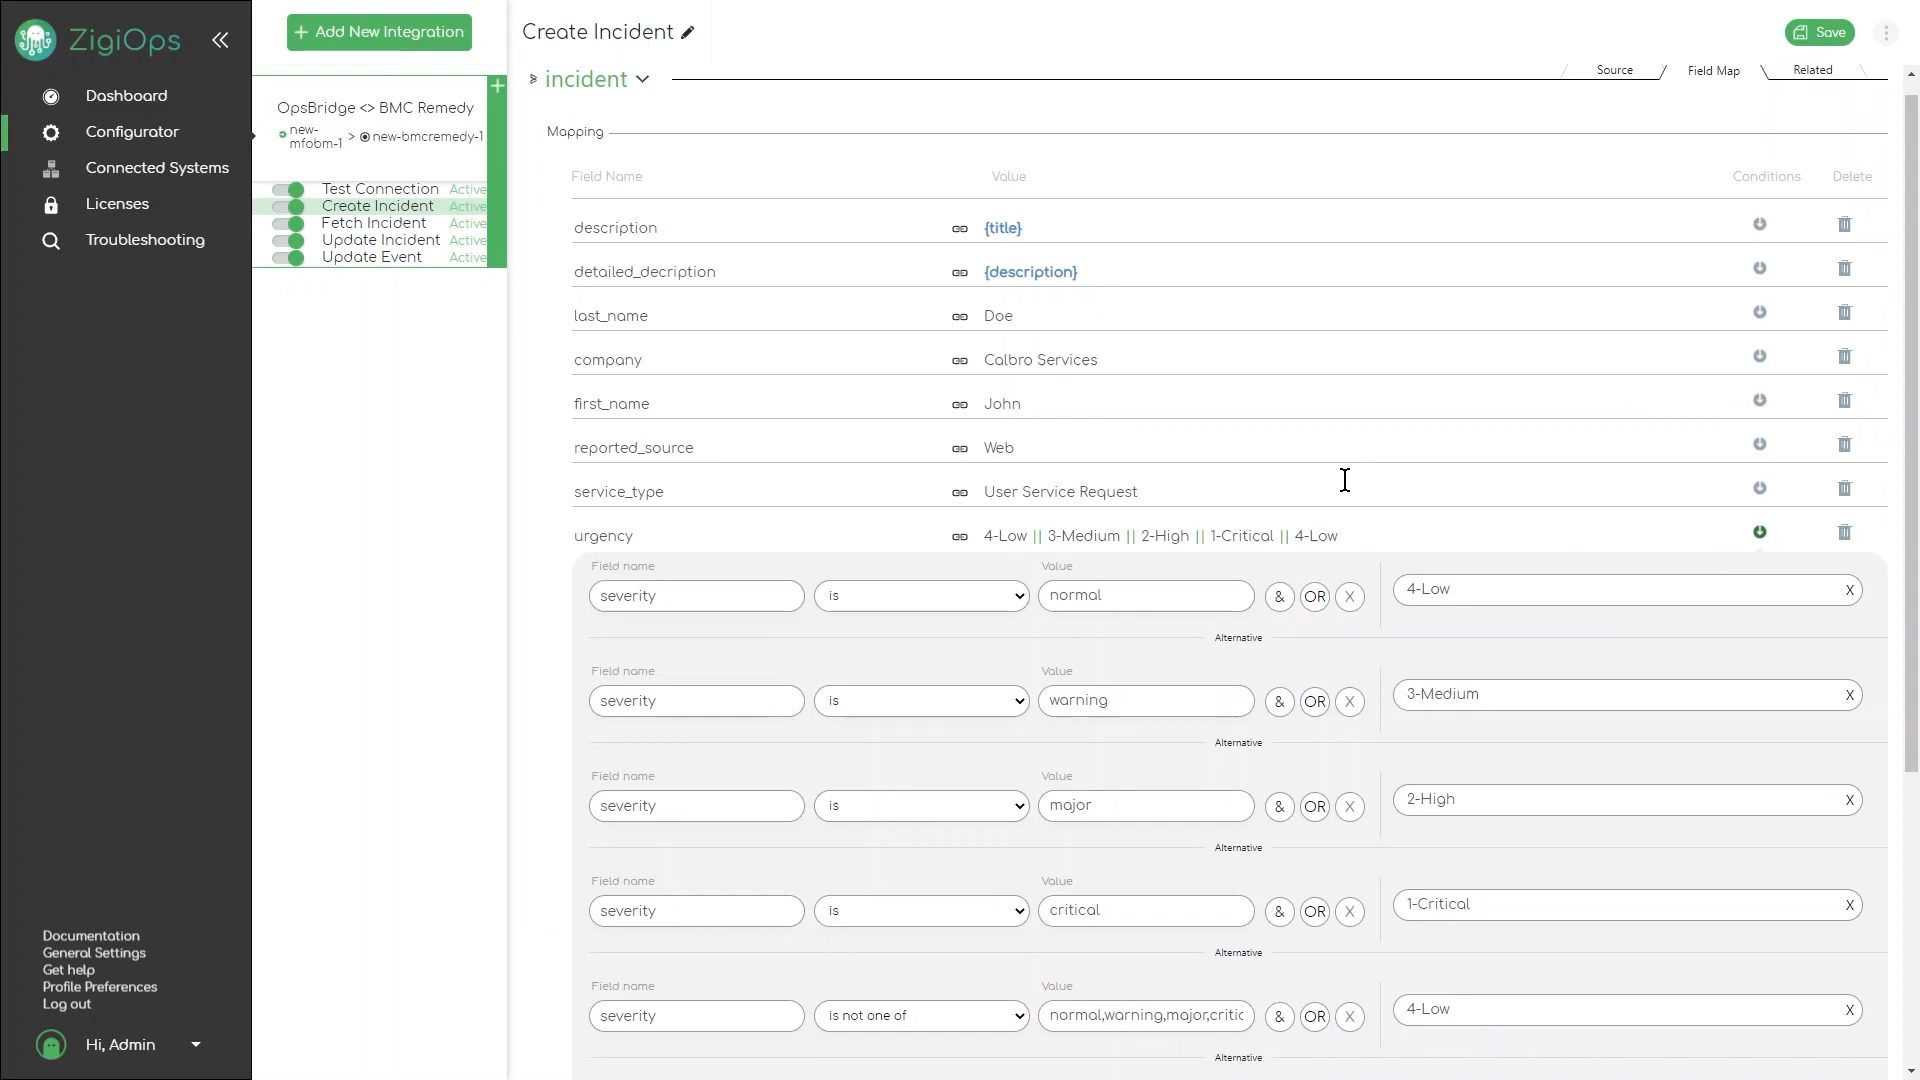 ZigiOps
Dashboard
Configurator
Connected Systems
Licenses
Troubleshooting
Documentation
General Settings
Get help
Profile Preferences
Log out
Hi, Admin
+ Add New Integration
+
OpsBridge <> BMC Remedy
new-
mfobm-1 > new-bmcremedy-1
Test Connection Active
Create Incident Active
Fetch Incident Active
Update Incident Active
Update Event Active
Create Incident
Save
incident
Source
Field Map
Related
Mapping
Field Name Value Conditions Delete
description {title}
detailed_decription {description}
last_name Doe
company Calbro Services
first_name John
reported_source Web
service_type User Service Request
urgency 4-Low || 3-Medium || 2-High || 1-Critical || 4-Low
Field name Value
severity is normal & OR X 4-Low X
Alternative
Field name Value
severity is warning & OR X 3-Medium X
Alternative
Field name Value
severity is major & OR X 2-High X
Alternative
Field name Value
severity is critical & OR X 1-Critical X
Alternative
Field name Value
severity is not one of normal,warning,major,critic & OR X 4-Low X
Alternative